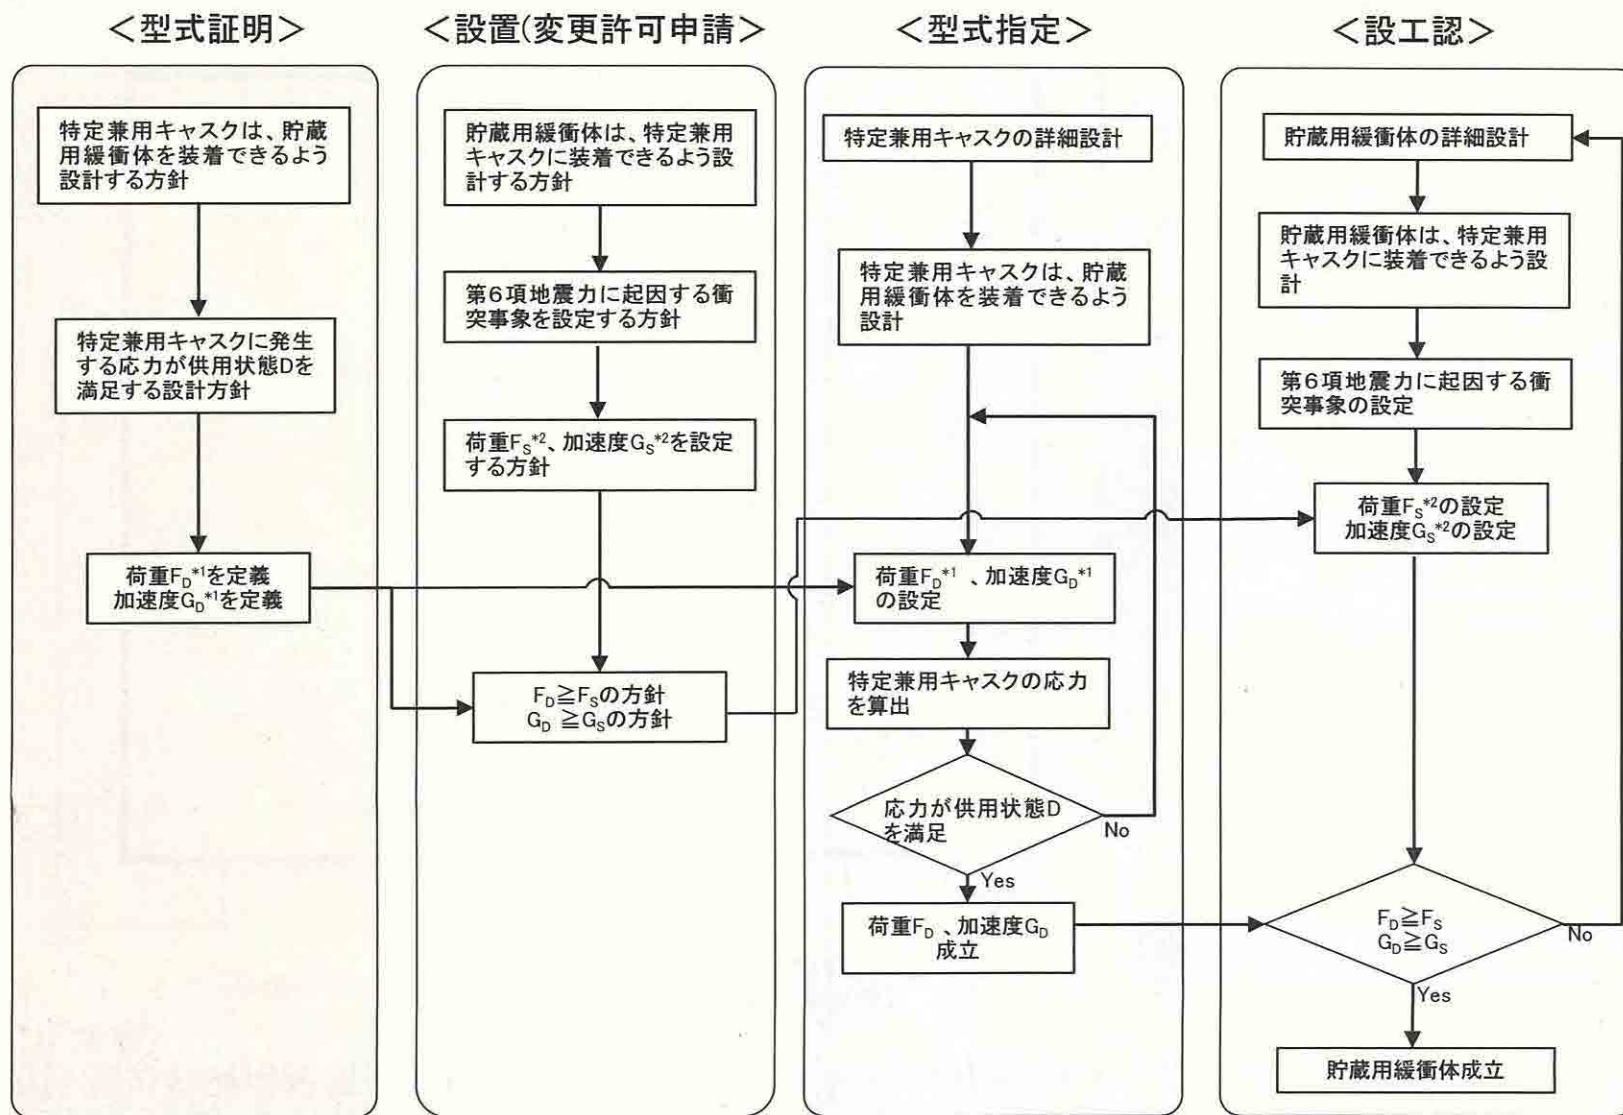 ＜型式証明＞
特定兼用キャスクは、貯蔵
用緩衝体を装着できるよう
設計する方針
特定兼用キャスクに発生
する応力が供用状態Dを
満足する設計方針
荷重F_D*1を定義
加速度G_D*1を定義
＜設置(変更許可申請＞
貯蔵用緩衝体は、特定兼用
キャスクに装着できるよう設
計する方針
第６項地震力に起因する衝
突事象を設定する方針
荷重F_S*2、加速度G_S*2を設定
する方針
F_D≧F_Sの方針
G_D ≧G_Sの方針
＜型式指定＞
特定兼用キャスクの詳細設計
特定兼用キャスクは、貯蔵
用緩衝体を装着できるよう
設計
荷重F_D*1 、加速度G_D*1
の設定
特定兼用キャスクの応力
を算出
応力が供用状態D
を満足
No
Yes
荷重F_D 、加速度G_D
成立
＜設工認＞
貯蔵用緩衝体の詳細設計
貯蔵用緩衝体は、特定兼用
キャスクに装着できるよう設
計
第６項地震力に起因する衝
突事象の設定
荷重F_S*2の設定
加速度G_S*2の設定
F_D≧F_S
G_D≧G_S
No
Yes
貯蔵用緩衝体成立